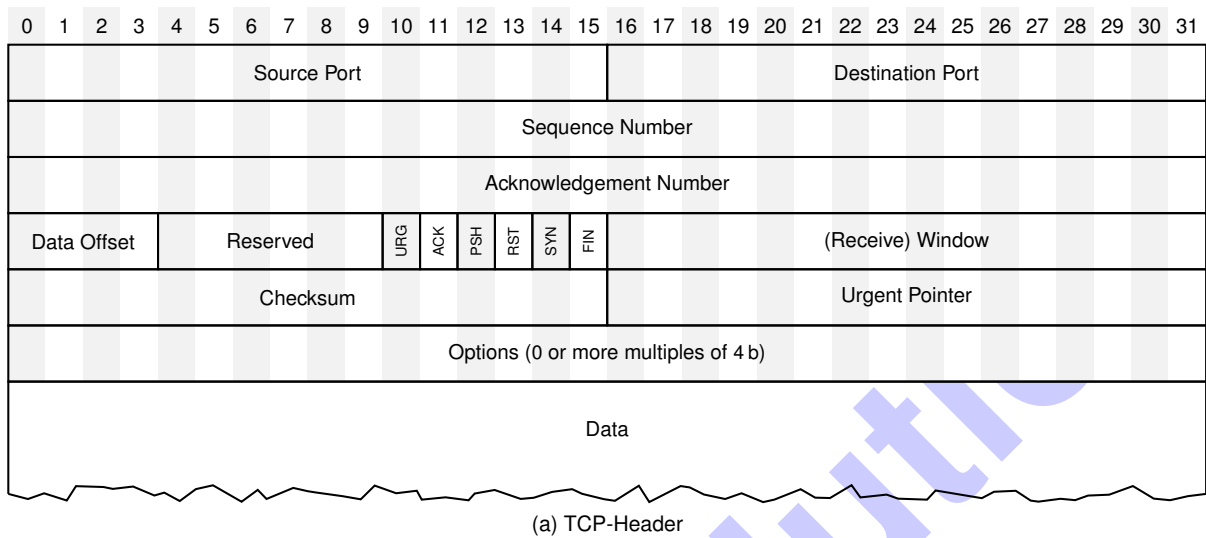 0 1 2 3 4 5 6 7 8 9 10 11 12 13 14 15 16 17 18 19 20 21 22 23 24 25 26 27 28 29 30 31
Source Port Destination Port
Sequence Number
Acknowledgement Number
Data Offset Reserved URG ACK PSH RST SYN FIN (Receive) Window
Checksum Urgent Pointer
Options (0 or more multiples of 4 b)
Data
(a) TCP-Header